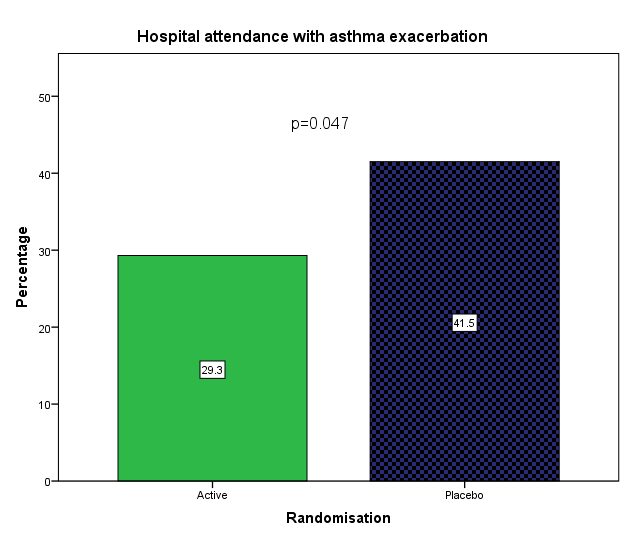 Hospital attendance with asthma exacerbation
50
p=0.047
40
30
20
10
0
Percentage
29.3
41.5
Active
Placebo
Randomisation